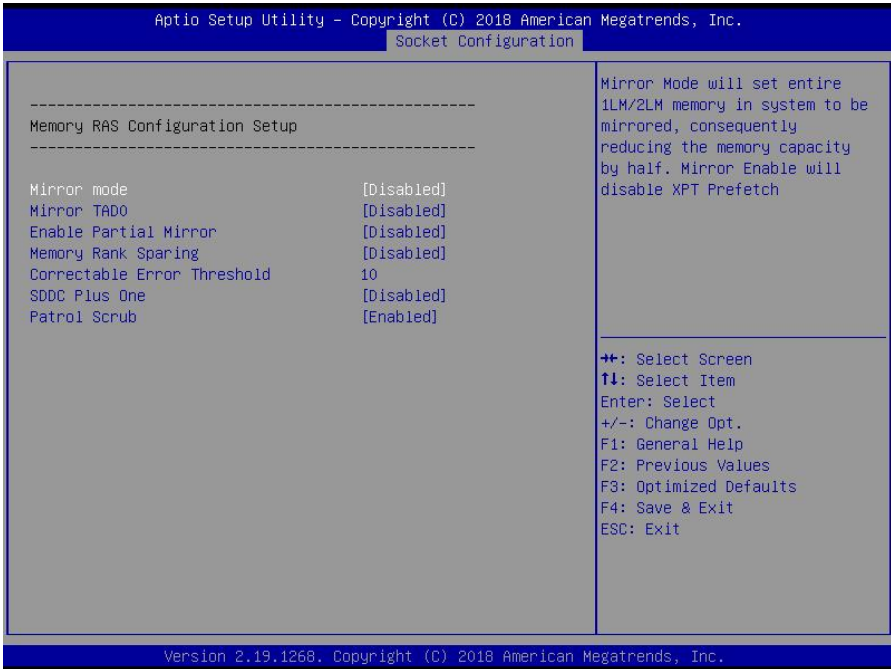 Aptio Setup Utility – Copyright (C) 2018 American Megatrends, Inc.
Socket Configuration
--------------------------------------------------
Memory RAS Configuration Setup
--------------------------------------------------
Mirror mode [Disabled]
Mirror TAD0 [Disabled]
Enable Partial Mirror [Disabled]
Memory Rank Sparing [Disabled]
Correctable Error Threshold 10
SDDC Plus One [Disabled]
Patrol Scrub [Enabled]
Mirror Mode will set entire
1LM/2LM memory in system to be
mirrored, consequently
reducing the memory capacity
by half. Mirror Enable will
disable XPT Prefetch
→←: Select Screen
↑↓: Select Item
Enter: Select
+/-: Change Opt.
F1: General Help
F2: Previous Values
F3: Optimized Defaults
F4: Save & Exit
ESC: Exit
Version 2.19.1268. Copyright (C) 2018 American Megatrends, Inc.